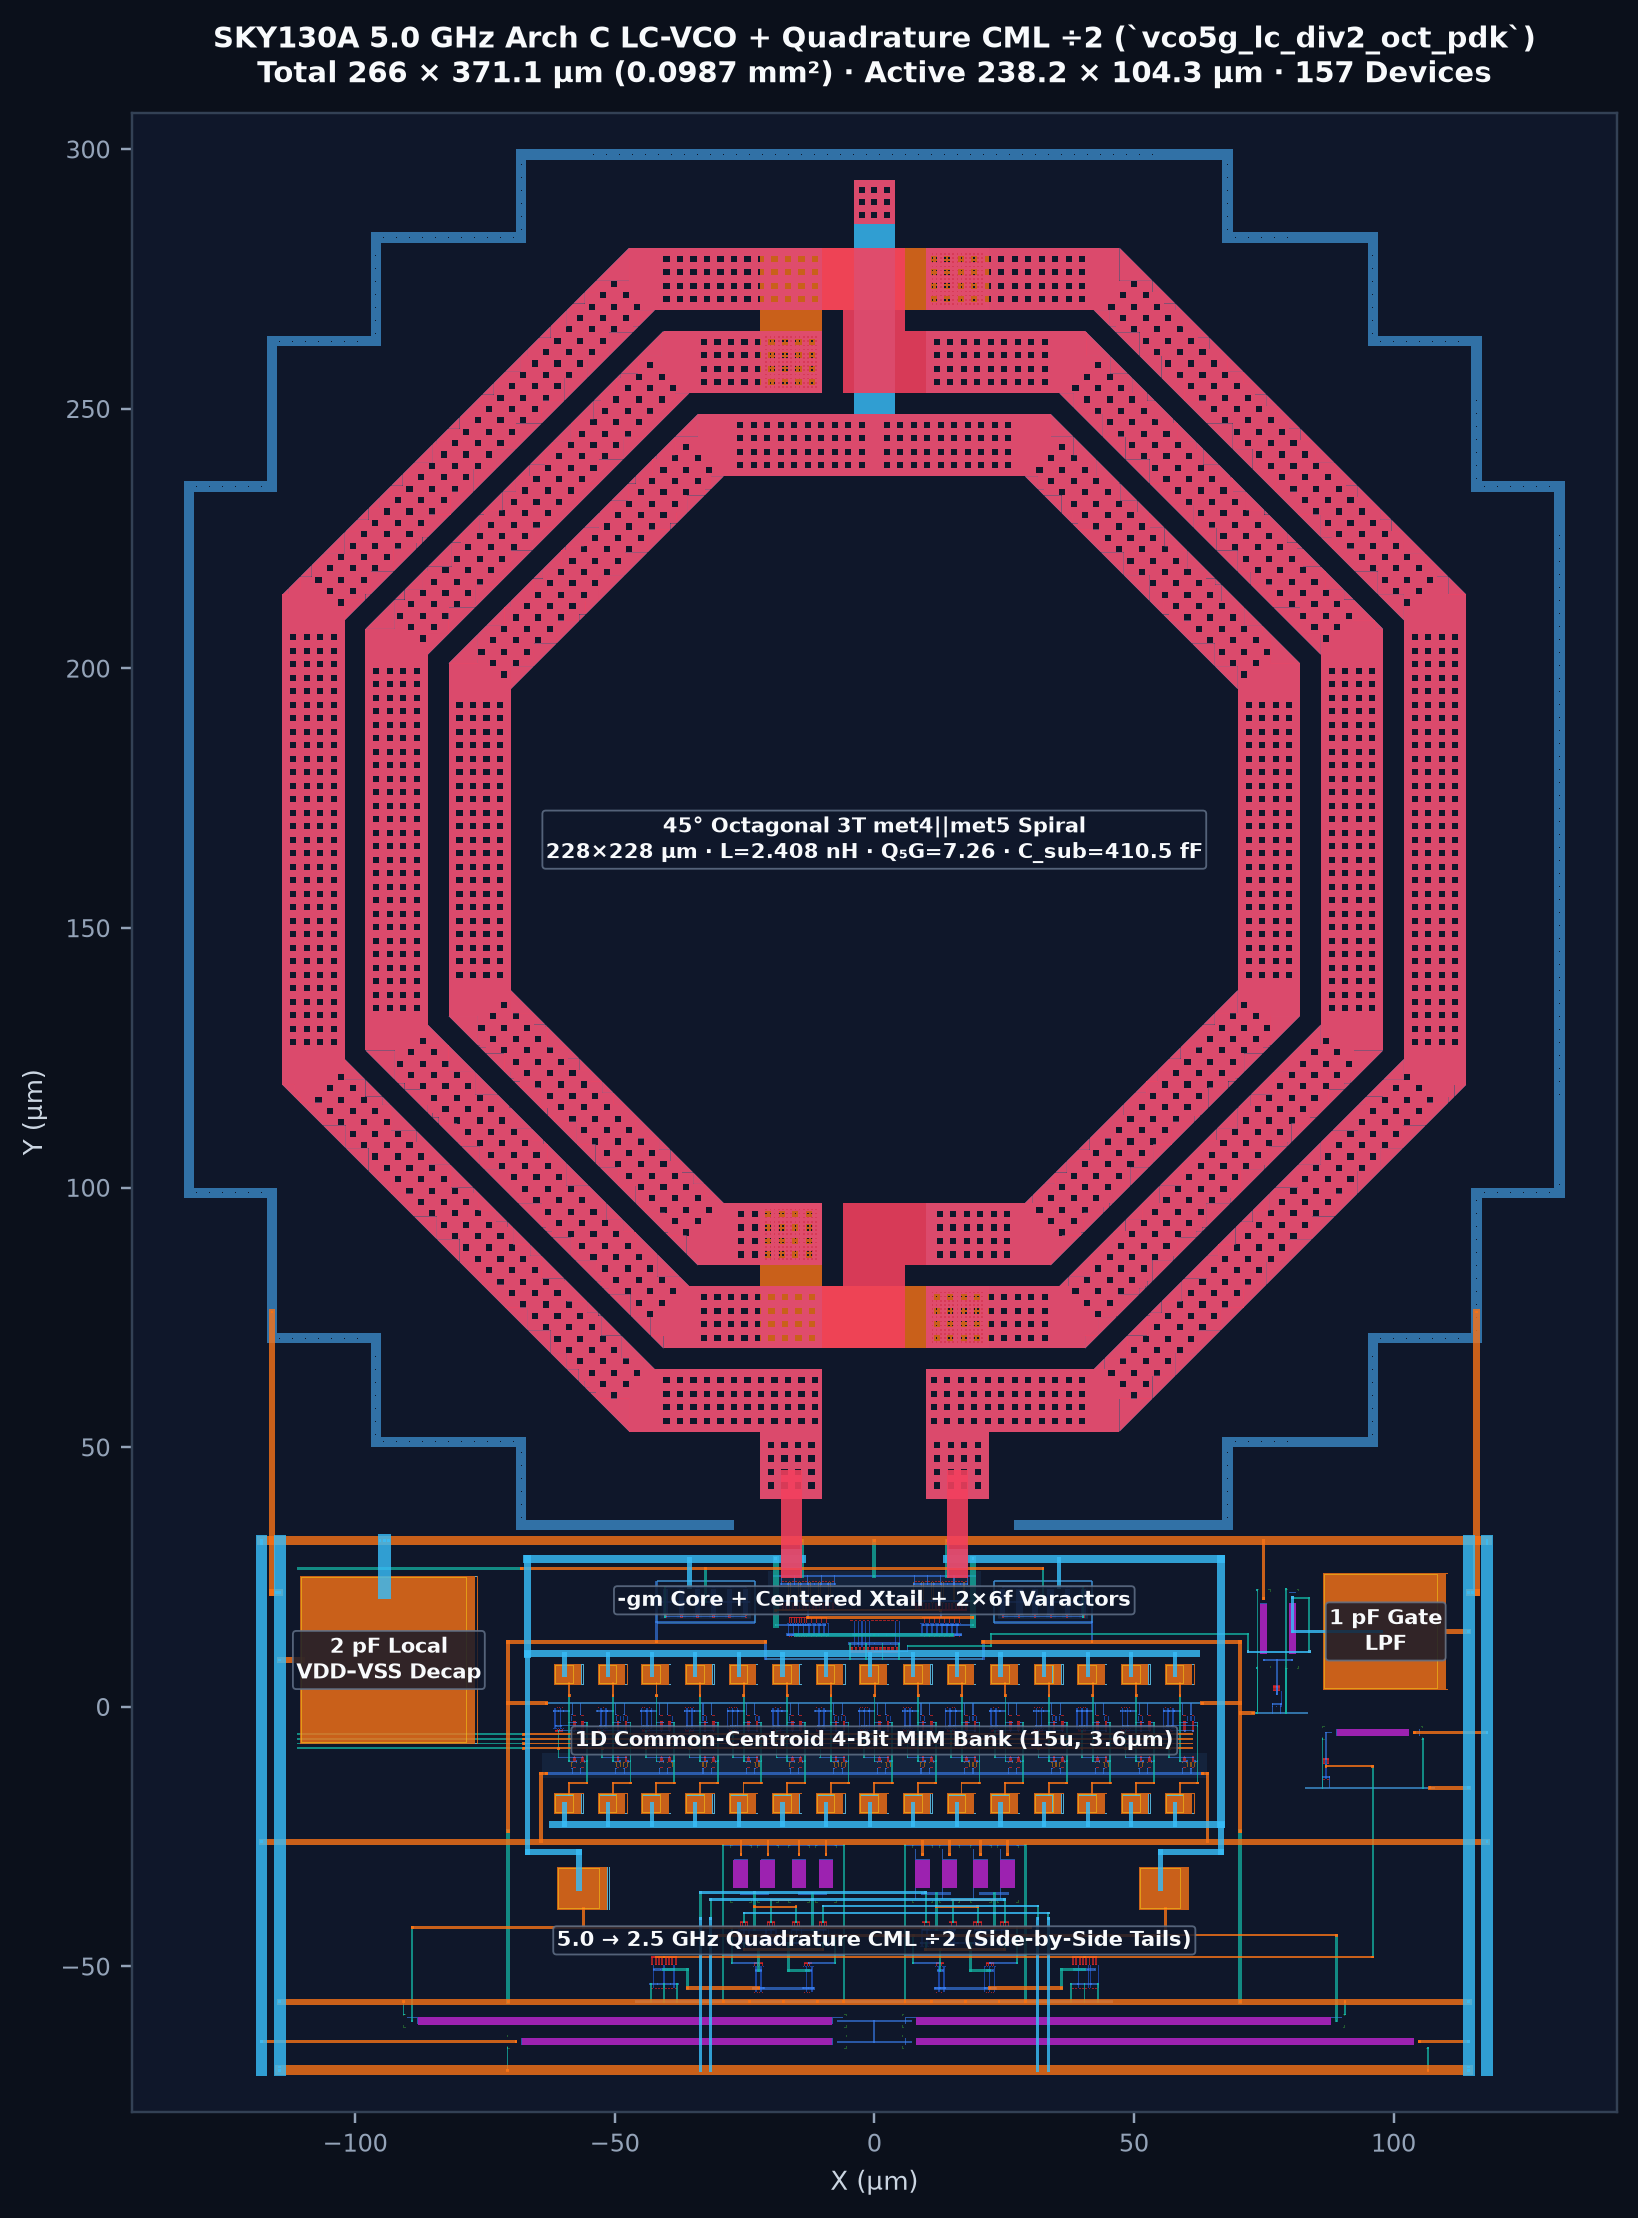 SKY130A 5.0 GHz Arch C LC-VCO + Quadrature CML ÷2 (`vco5g_lc_div2_oct_pdk`)
Total 266 × 371.1 µm (0.0987 mm²) · Active 238.2 × 104.3 µm · 157 Devices
300
250
200
150
100
50
0
−50
Y (µm)
45° Octagonal 3T met4||met5 Spiral
228×228 µm · L=2.408 nH · Q₅G=7.26 · C_sub=410.5 fF
-gm Core + Centered Xtail + 2×6f Varactors
2 pF Local
VDD–VSS Decap
1 pF Gate
LPF
1D Common-Centroid 4-Bit MIM Bank (15u, 3.6µm)
5.0 → 2.5 GHz Quadrature CML ÷2 (Side-by-Side Tails)
−100
−50
0
50
100
X (µm)